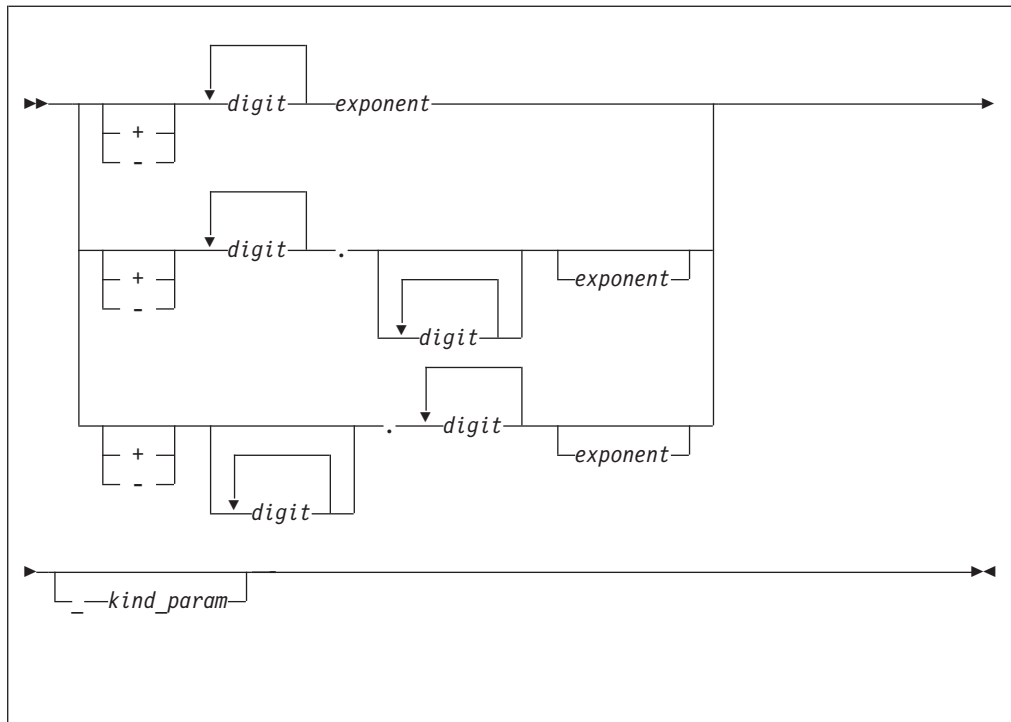 digit exponent
+
-
digit .
+ exponent
-
digit
. digit
+ exponent
-
digit
_ kind_param